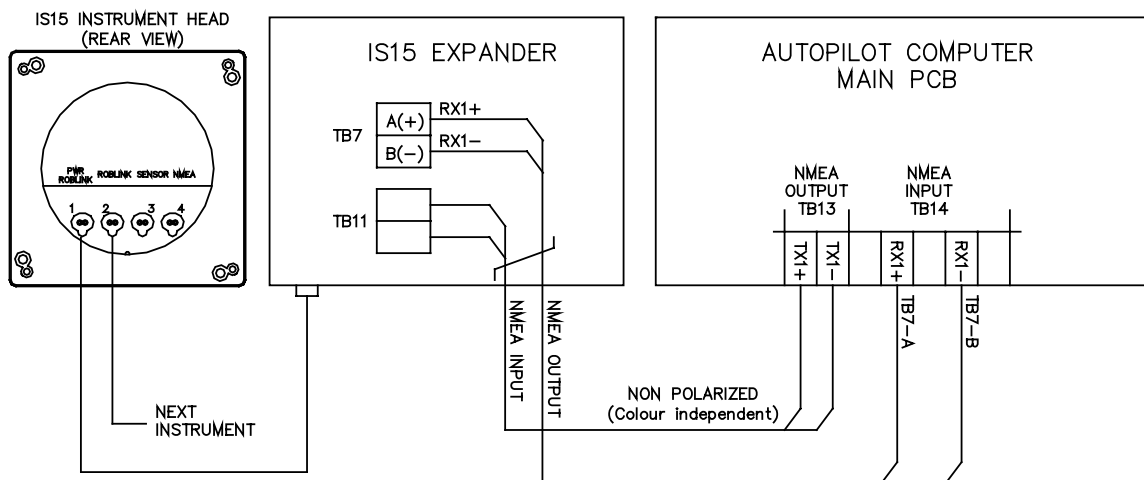 IS15 INSTRUMENT HEAD
(REAR VIEW)
PWR
ROBLINK
ROBLINK
SENSOR
NMEA
1
2
3
4
NEXT
INSTRUMENT
IS15 EXPANDER
TB7
A(+)
B(-)
RX1+
RX1-
TB11
NMEA INPUT
NMEA OUTPUT
NON POLARIZED
(Colour independent)
AUTOPILOT COMPUTER
MAIN PCB
NMEA
OUTPUT
TB13
NMEA
INPUT
TB14
TX1+
TX1-
RX1+
RX1-
TB7-A
TB7-B